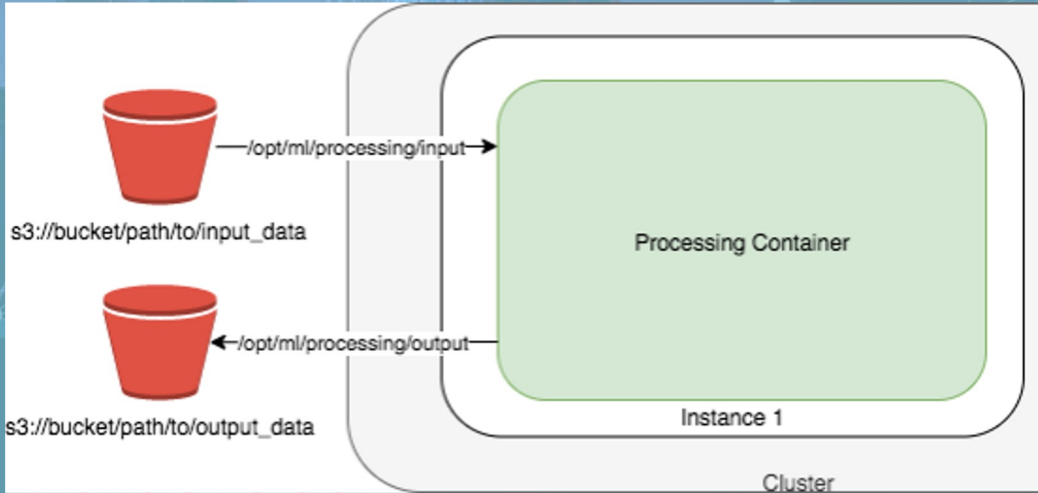 /opt/ml/processing/input
s3://bucket/path/to/input_data
Processing Container
/opt/ml/processing/output
s3://bucket/path/to/output_data
Instance 1
Cluster